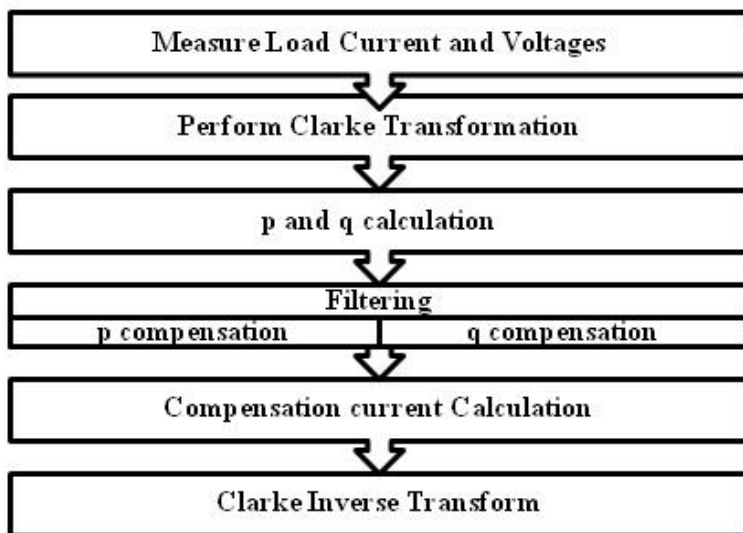 Measure Load Current and Voltages
Perform Clarke Transformation
p and q calculation
Filtering
p compensation
q compensation
Compensation current Calculation
Clarke Inverse Transform